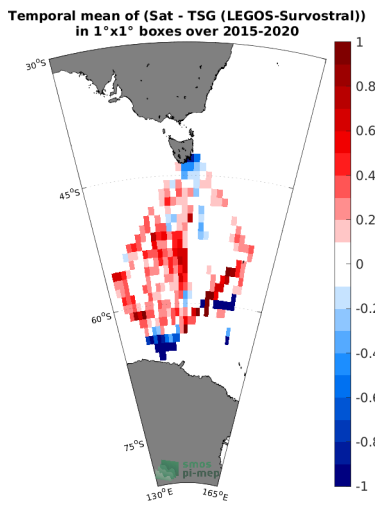 Temporal mean of (Sat - TSG (LEGOS-Survostral))
in 1°x1° boxes over 2015-2020
30°S
45°S
60°S
75°S
130°E
165°E
1
0.8
0.6
0.4
0.2
0
-0.2
-0.4
-0.6
-0.8
-1
smos
pi-mep